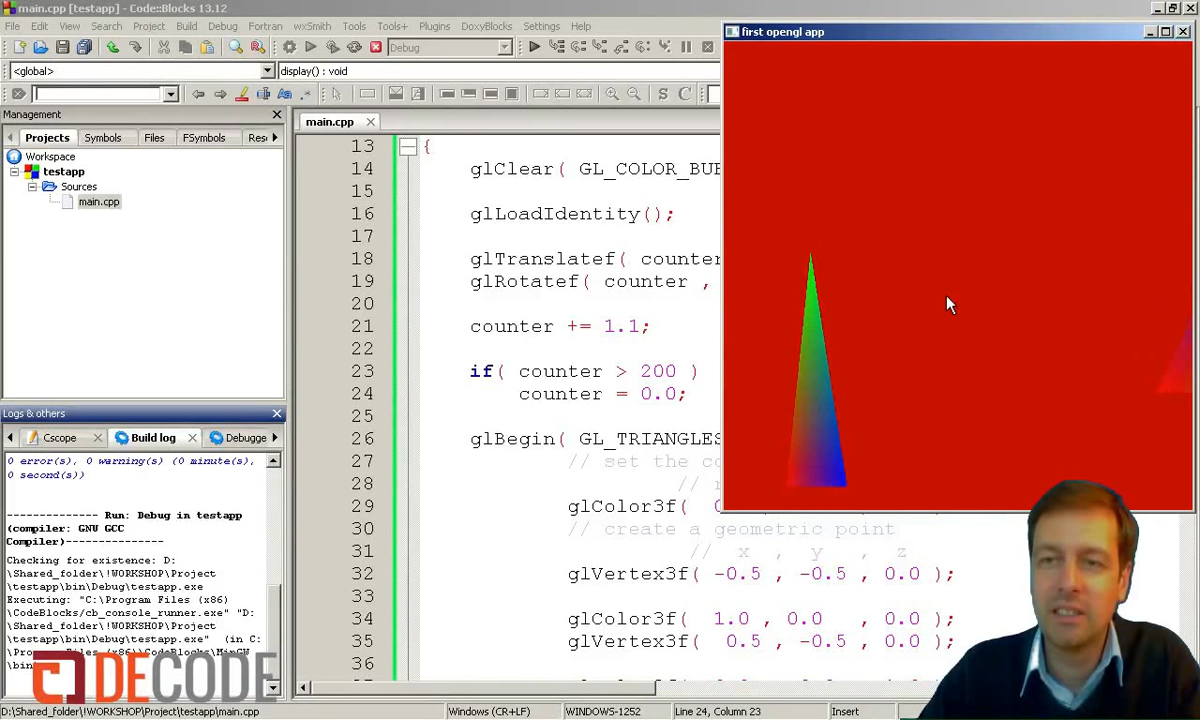 main.cpp [testapp] - Code::Blocks 13.12
File Edit View Search Project Build Debug Fortran wxSmith Tools Tools+ Plugins DoxyBlocks Settings Help
Debug
<global> display() : void
Management
Projects Symbols Files FSymbols
Workspace
testapp
Sources
main.cpp
Logs & others
Cscope Build log Debugge
0 error(s), 0 warning(s) (0 minute(s),
0 second(s))
-------------- Run: Debug in testapp
(compiler: GNU GCC
Compiler)---------------
Checking for existence: D:
\Shared_folder\!WORKSHOP\Project
\testapp\bin\Debug\testapp.exe
Executing: "C:\Program Files (x86)
\CodeBlocks/cb_console_runner.exe" "D:
\Shared_folder\!WORKSHOP\Project
\testapp\bin\Debug\testapp.exe" (in C:
DECODE
main.cpp
13 {
14 glClear( GL_COLOR_BU
15
16 glLoadIdentity();
17
18 glTranslatef( counter
19 glRotatef( counter ,
20
21 counter += 1.1;
22
23 if( counter > 200 )
24 counter = 0.0;
25
26 glBegin( GL_TRIANGLES
27 // set the co
28 //
29 glColor3f(
30 // create a geometric point
31 // x , y , z
32 glVertex3f( -0.5 , -0.5 , 0.0 );
33
34 glColor3f( 1.0 , 0.0 , 0.0 );
35 glVertex3f( 0.5 , -0.5 , 0.0 );
36
first opengl app
D:\Shared_folder\!WORKSHOP\Project\testapp\main.cpp Windows (CR+LF) WINDOWS-1252 Line 24, Column 23 Insert